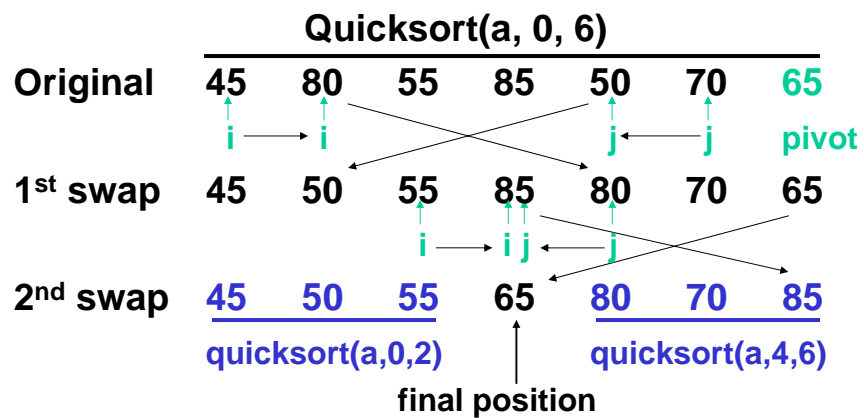 Quicksort(a, 0, 6)
Original 45 80 55 85 50 70 65
i i j j pivot
1st swap 45 50 55 85 80 70 65
i i j j
2nd swap 45 50 55 65 80 70 85
quicksort(a,0,2) quicksort(a,4,6)
final position